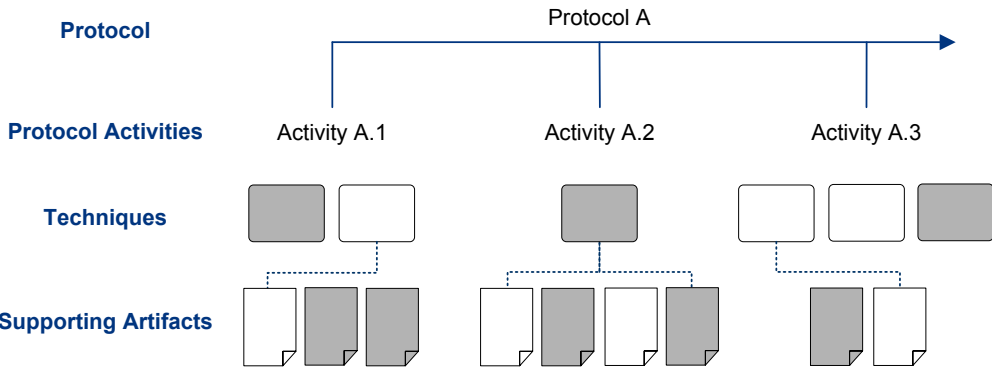 Protocol
Protocol A
Protocol Activities
Activity A.1
Activity A.2
Activity A.3
Techniques
Supporting Artifacts